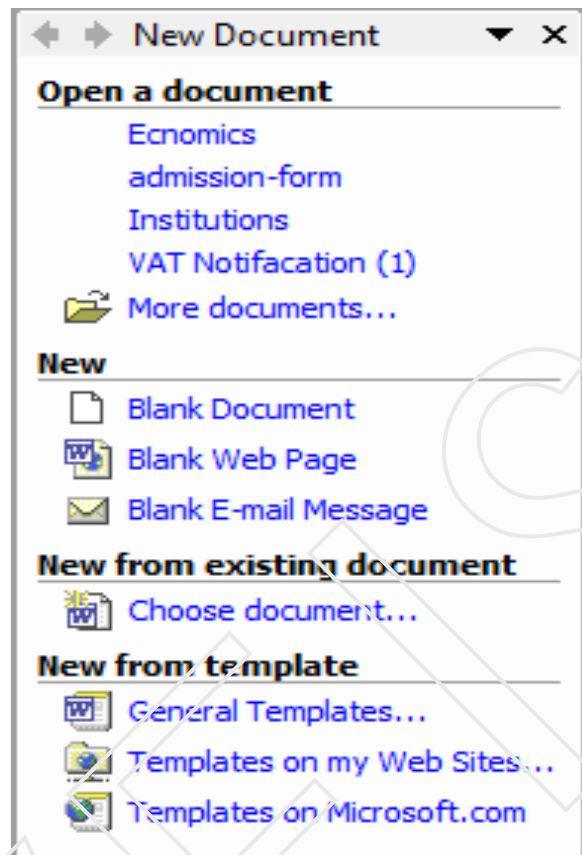 New Document
Open a document
Ecnomics
admission-form
Institutions
VAT Notifacation (1)
More documents...
New
Blank Document
Blank Web Page
Blank E-mail Message
New from existing document
Choose document...
New from template
General Templates...
Templates on my Web Sites...
Templates on Microsoft.com